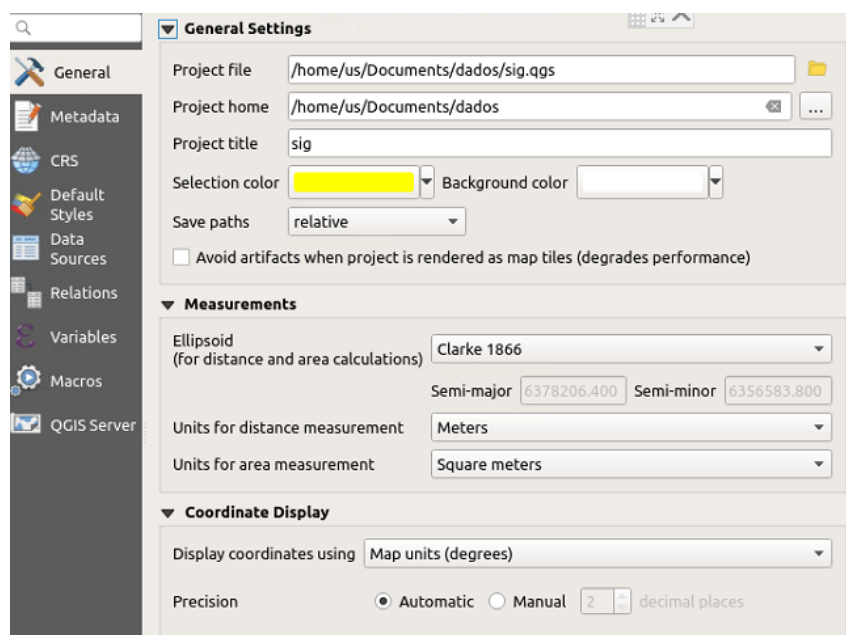 General
Metadata
CRS
Default
Styles
Data
Sources
Relations
Variables
Macros
QGIS Server
General Settings
Project file /home/us/Documents/dados/sig.qgs
Project home /home/us/Documents/dados ...
Project title sig
Selection color Background color
Save paths relative
Avoid artifacts when project is rendered as map tiles (degrades performance)
Measurements
Ellipsoid
(for distance and area calculations) Clarke 1866
Semi-major 6378206.400 Semi-minor 6356583.800
Units for distance measurement Meters
Units for area measurement Square meters
Coordinate Display
Display coordinates using Map units (degrees)
Precision Automatic Manual 2 decimal places